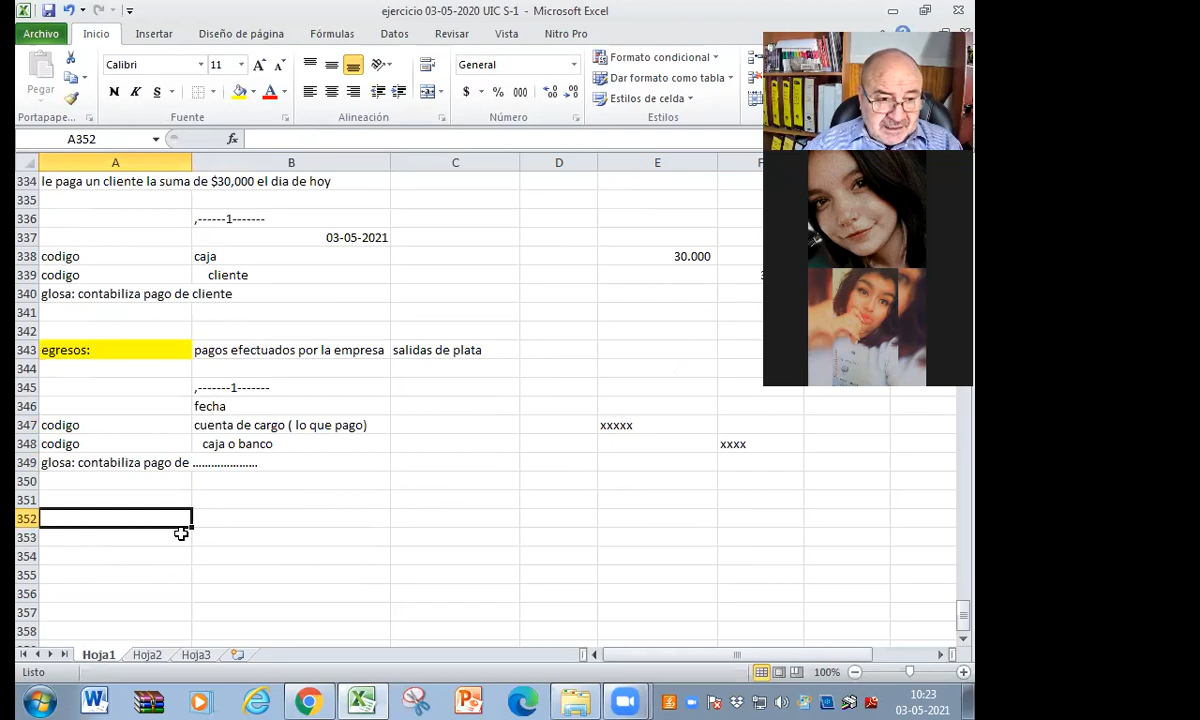 ejercicio 03-05-2020 UIC S-1 - Microsoft Excel
Archivo Inicio Insertar Diseño de página Fórmulas Datos Revisar Vista Nitro Pro
Pegar
Calibri 11 General
N K S
$ % 000
Formato condicional
Dar formato como tabla
Estilos de celda
Portapape... Fuente Alineación Número Estilos
A352 fx
A B C D E F
334 le paga un cliente la suma de $30,000 el dia de hoy
335
336 ,------1-------
337 03-05-2021
338 codigo caja 30.000
339 codigo cliente
340 glosa: contabiliza pago de cliente
341
342
343 egresos: pagos efectuados por la empresa salidas de plata
344
345 ,-------1-------
346 fecha
347 codigo cuenta de cargo ( lo que pago) xxxxx
348 codigo caja o banco xxxx
349 glosa: contabiliza pago de .....................
350
351
352
353
354
355
356
357
358
Hoja1 Hoja2 Hoja3
Listo 100%
10:23
03-05-2021